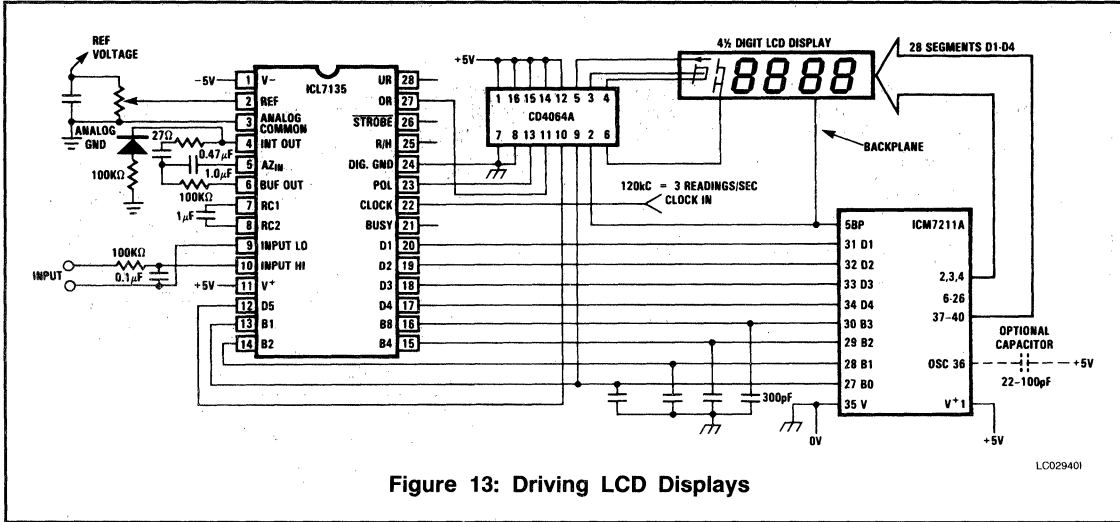 REF
VOLTAGE
-5V
1 V-
2 REF
3 ANALOG
COMMON
4 INT OUT
5 AZIN
6 BUF OUT
7 RC1
8 RC2
9 INPUT LO
10 INPUT HI
11 V+
12 D5
13 B1
14 B2
ICL7135
UR 28
OR 27
STROBE 26
R/H 25
DIG. GND 24
POL 23
CLOCK 22
BUSY 21
D1 20
D2 19
D3 18
D4 17
B8 16
B4 15
ANALOG
GND
27Ω
0.47µF
1.0µF
100KΩ
100KΩ
1µF
100KΩ
INPUT
0.1µF
+5V
+5V
1 16 15 14 12 5 3 4
CD4064A
7 8 13 11 10 9 2 6
4½ DIGIT LCD DISPLAY
8888
28 SEGMENTS D1-D4
BACKPLANE
120kC = 3 READINGS/SEC
CLOCK IN
5BP ICM7211A
31 D1
32 D2
33 D3
34 D4
30 B3
29 B2
28 B1
27 B0
35 V
2,3,4
6-26
37-40
OSC 36
V+ 1
OPTIONAL
CAPACITOR
+5V
22-100pF
300pF
0V
+5V
LC02940I
Figure 13: Driving LCD Displays